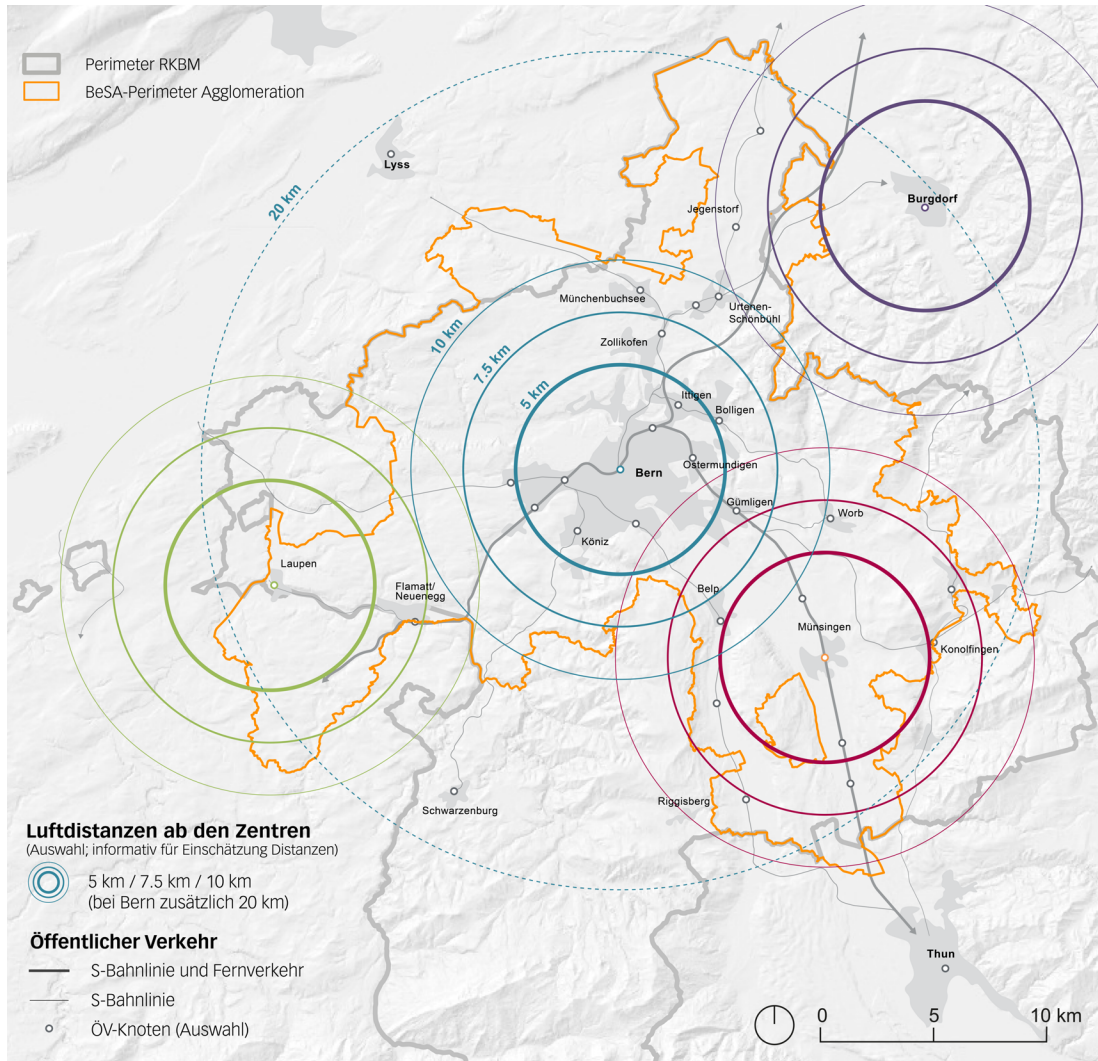 Perimeter RKBM
BeSA-Perimeter Agglomeration
Lyss
20 km
Burgdorf
Jegenstorf
Münchenbuchsee
Urtenen-
Schönbühl
10 km
Zollikofen
7.5 km
5 km
Ittigen
Bolligen
Ostermundigen
Bern
Gümligen
Worb
Köniz
Laupen
Flamatt/
Neuenegg
Belp
Münsingen
Konolfingen
Riggisberg
Schwarzenburg
Luftdistanzen ab den Zentren
(Auswahl; informativ für Einschätzung Distanzen)
5 km / 7.5 km / 10 km
(bei Bern zusätzlich 20 km)
Öffentlicher Verkehr
S-Bahnlinie und Fernverkehr
S-Bahnlinie
ÖV-Knoten (Auswahl)
Thun
0 5 10 km